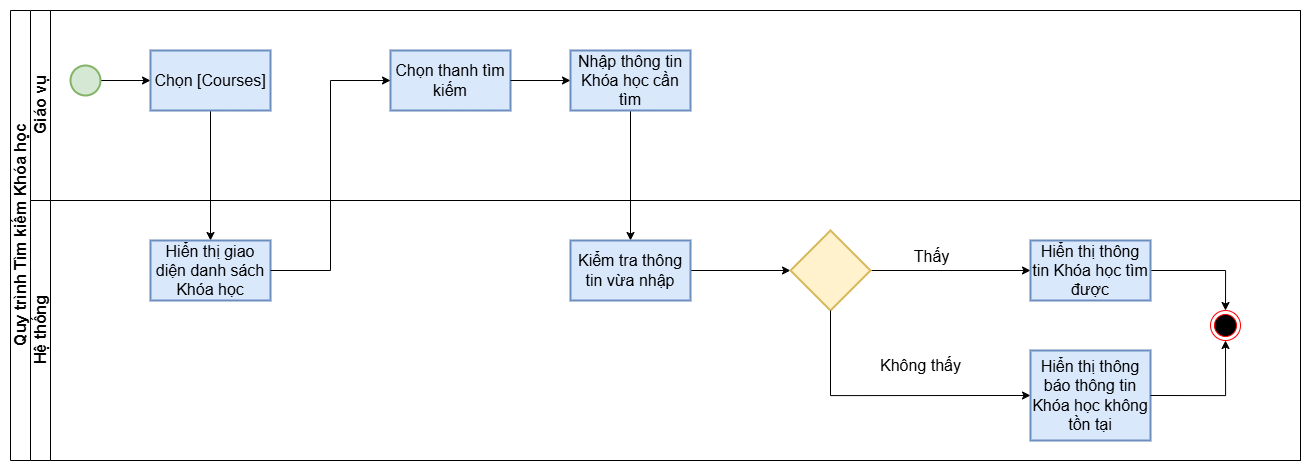 Quy trình Tìm kiếm Khóa học
Giáo vụ
Hệ thống
Chọn [Courses]
Chọn thanh tìm
kiếm
Nhập thông tin
Khóa học cần
tìm
Hiển thị giao
diện danh sách
Khóa học
Kiểm tra thông
tin vừa nhập
Thấy
Hiển thị thông
tin Khóa học tìm
được
Không thấy
Hiển thị thông
báo thông tin
Khóa học không
tồn tại